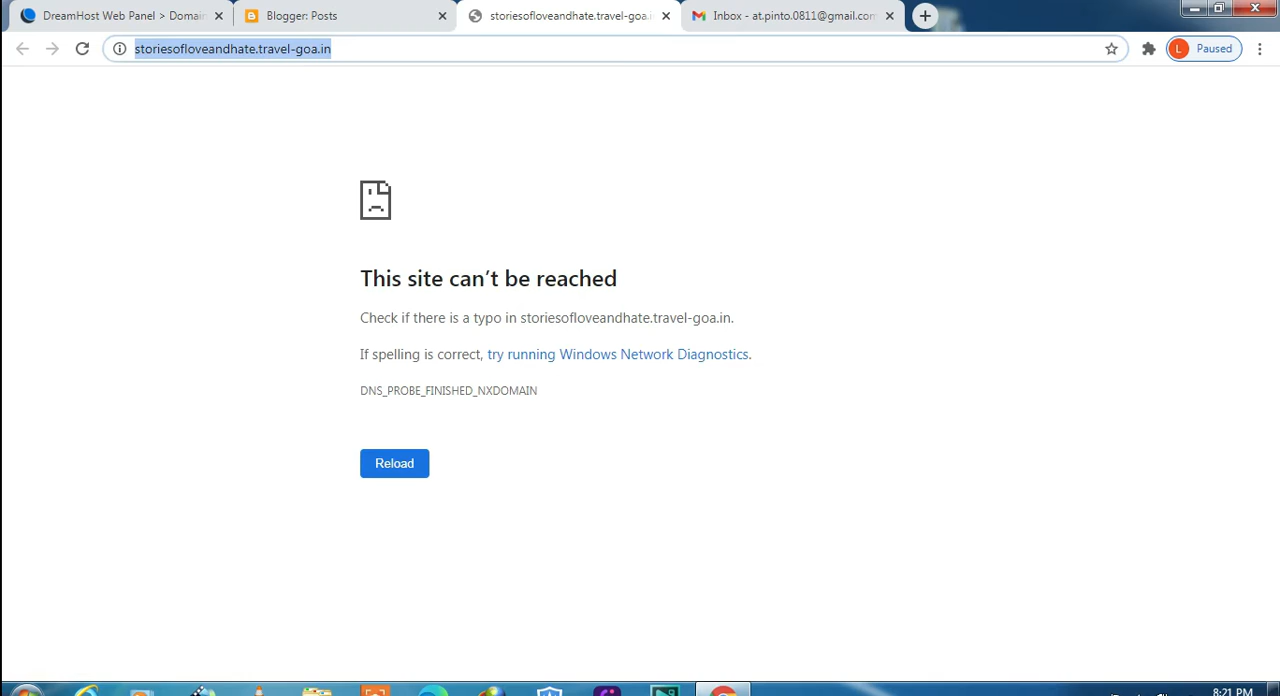 DreamHost Web Panel > Domain
Blogger: Posts
storiesofloveandhate.travel-goa.i
Inbox - at.pinto.0811@gmail.com
storiesofloveandhate.travel-goa.in
L Paused
This site can't be reached
Check if there is a typo in storiesofloveandhate.travel-goa.in.
If spelling is correct, try running Windows Network Diagnostics.
DNS_PROBE_FINISHED_NXDOMAIN
Reload
8:21 PM